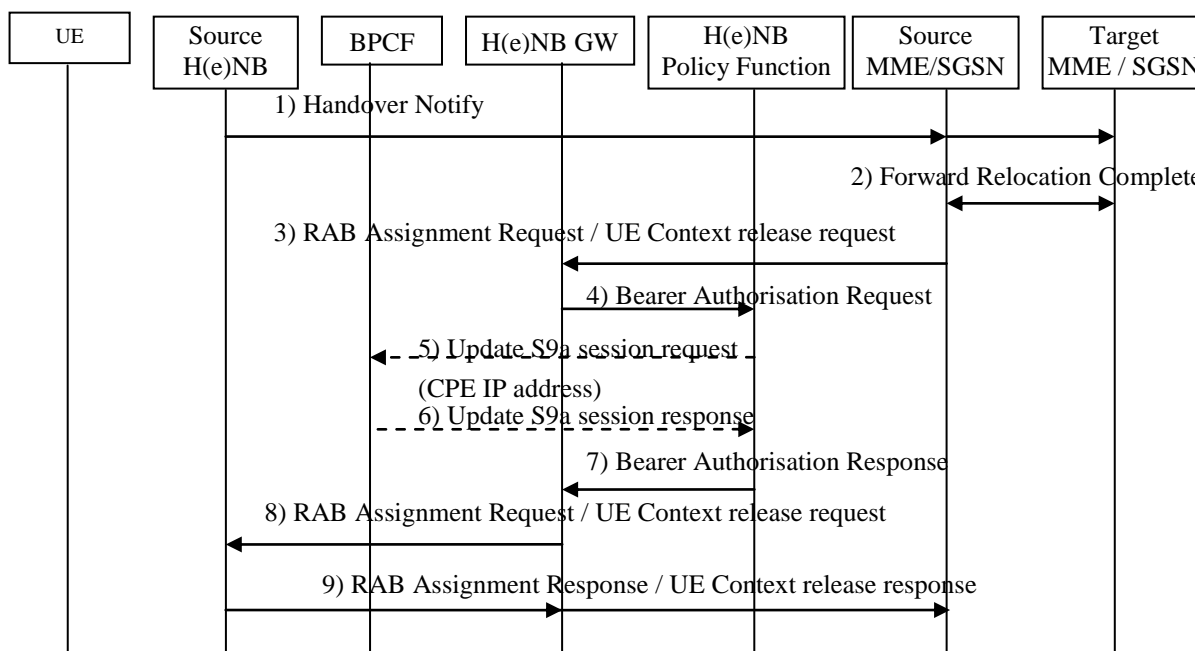 UE
Source
H(e)NB
BPCF
H(e)NB GW
H(e)NB
Policy Function
Source
MME/SGSN
Target
MME / SGSN
1) Handover Notify
2) Forward Relocation Complete
3) RAB Assignment Request / UE Context release request
4) Bearer Authorisation Request
5) Update S9a session request
(CPE IP address)
6) Update S9a session response
7) Bearer Authorisation Response
8) RAB Assignment Request / UE Context release request
9) RAB Assignment Response / UE Context release response